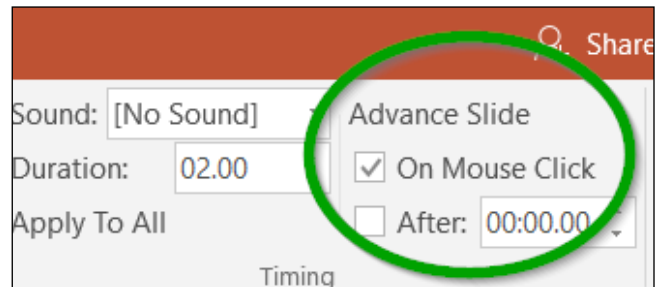 Share
Sound: [No Sound]
Duration: 02.00
Apply To All
Advance Slide
On Mouse Click
After: 00:00.00
Timing